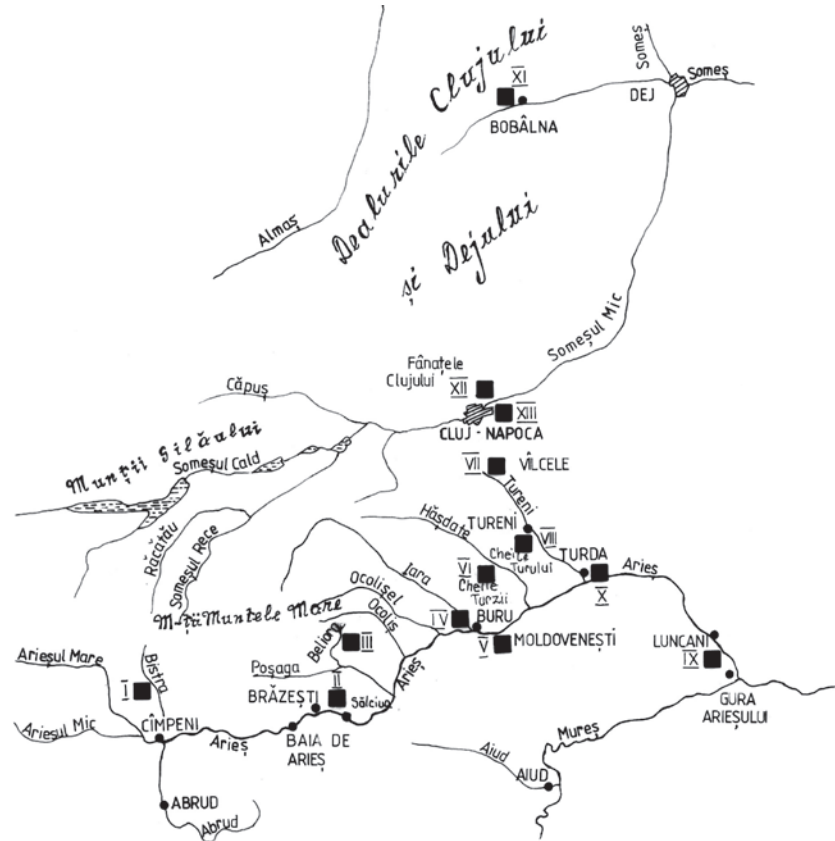 Dealurile Clujului
și Dejului
XI
BOBÂLNA
DEJ
Someș
Someș
Almaș
Someșul Mic
Fânațele
Clujului
XII
XIII
CLUJ - NAPOCA
Căpuș
Munții Gilăului
Someșul Cald
Răcătău
Someșul Rece
VII
VÎLCELE
Tureni
TURENI
VIII
Cheile
Turului
Hășdate
VI
Cheile
Turzii
TURDA
X
Arieș
Iara
Ocolișel
Ocoliș
M-ții Muntele Mare
IV
BURU
V
MOLDOVENEȘTI
LUNCANI
IX
GURA
ARIEȘULUI
Belioara
III
Poșaga
II
Sălciua
BRĂZEȘTI
Arieș
Arieșul Mare
Bistra
I
Arieșul Mic
CÎMPENI
Arieș
BAIA DE
ARIEȘ
Mureș
Aiud
AIUD
ABRUD
Abrud